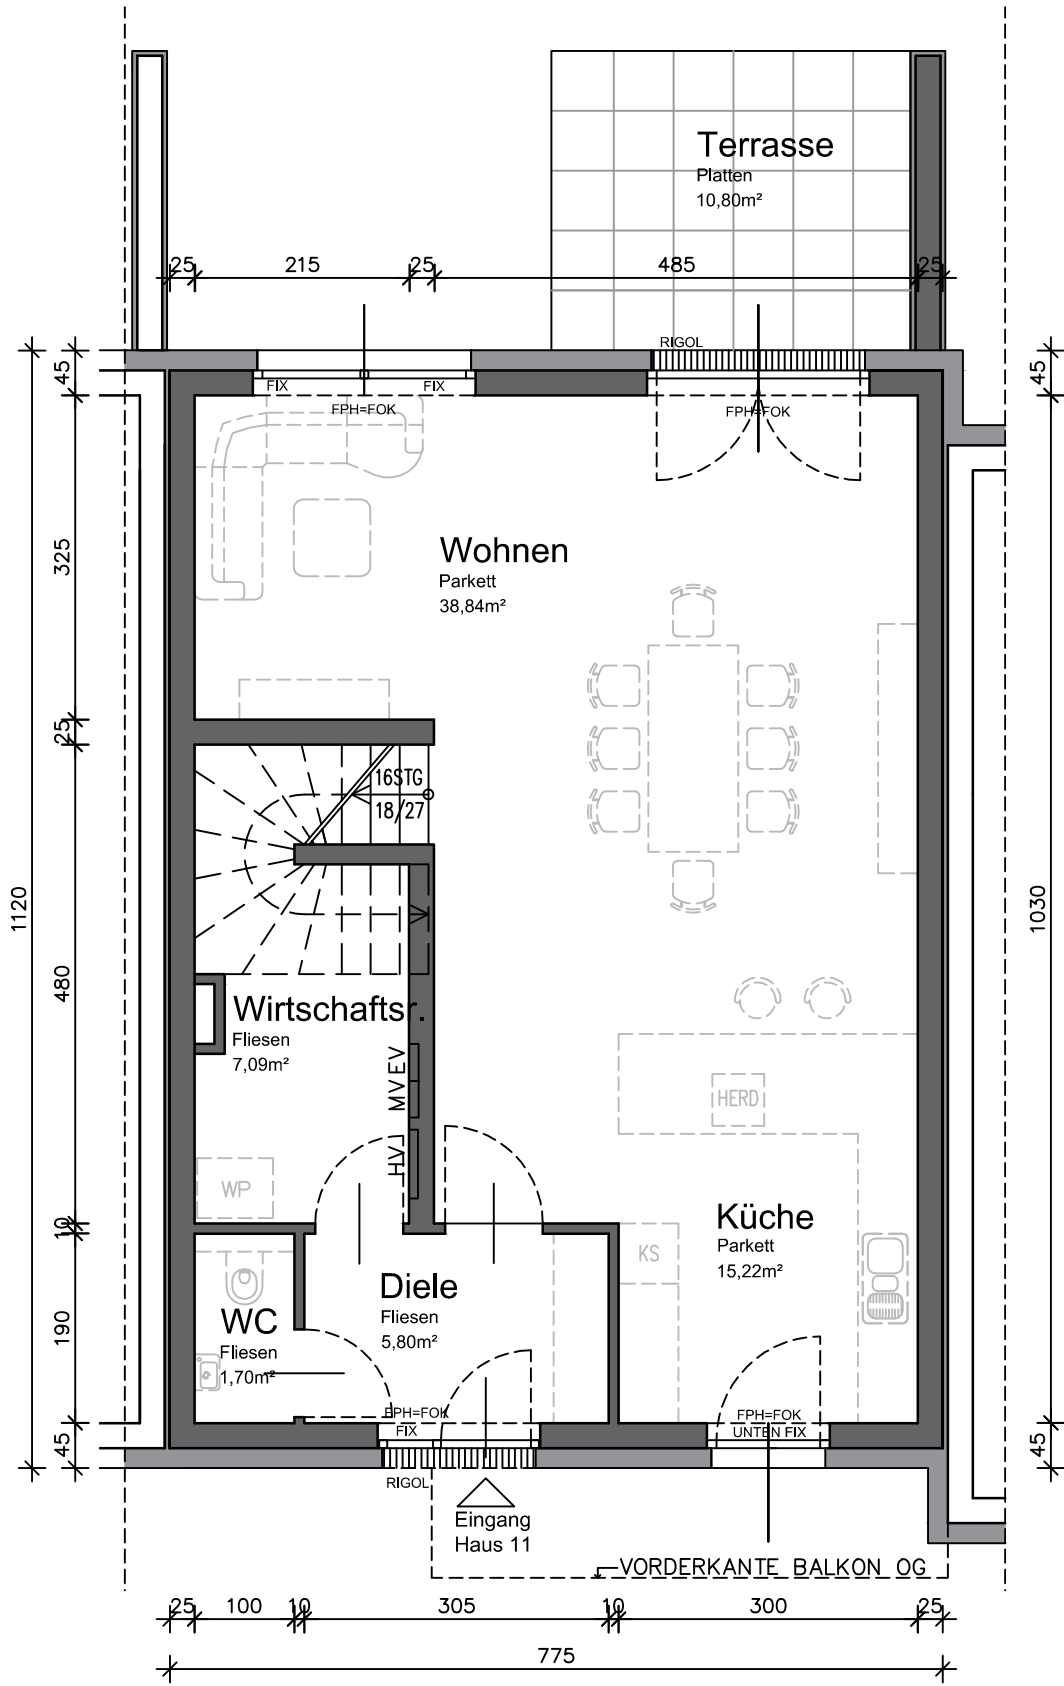 Terrasse
Platten
10,80m²
25
215
25
485
25
RIGOL
45
45
FIX
FIX
FPH=FOK
FPH=FOK
325
Wohnen
Parkett
38,84m²
25
16STG
18/27
1120
1030
480
Wirtschaftsr.
Fliesen
7,09m²
MVEV
HERD
HV
WP
10
Küche
Parkett
15,22m²
KS
Diele
Fliesen
5,80m²
WC
Fliesen
1,70m²
190
FPH=FOK
FIX
FPH=FOK
UNTEN FIX
45
45
RIGOL
Eingang
Haus 11
VORDERKANTE BALKON OG
25
100
10
305
10
300
25
775